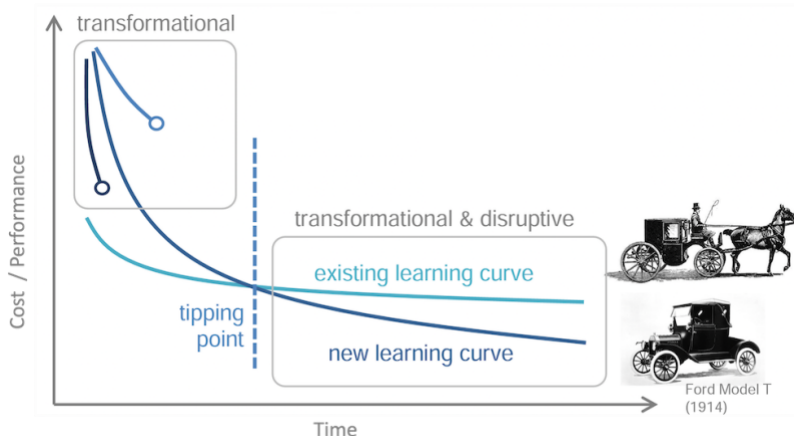 transformational
Cost / Performance
transformational & disruptive
existing learning curve
tipping
point
new learning curve
Ford Model T
(1914)
Time